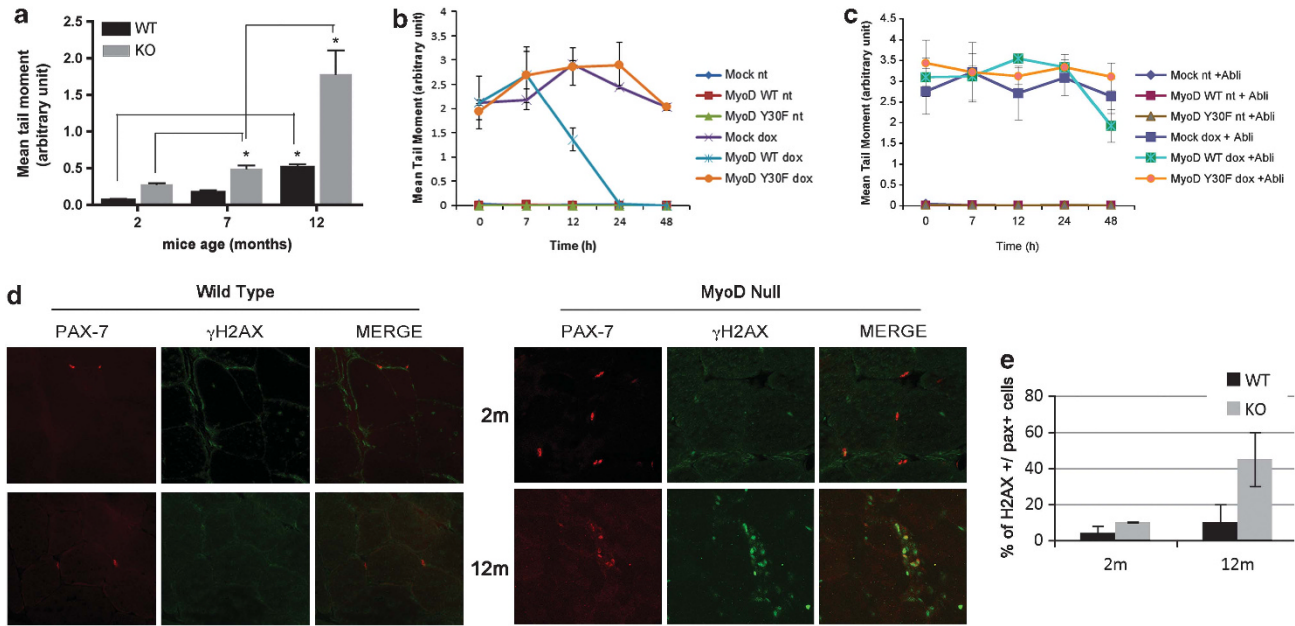 a
WT
KO
Mean tail moment
(arbitrary unit)
2.5
2.0
1.5
1.0
0.5
0.0
*
*
*
2
7
12
mice age (months)
b
Mean Tail Moment (arbitrary unit)
4
3.5
3
2.5
2
1.5
1
0.5
0
0
7
12
24
48
Time (h)
Mock nt
MyoD WT nt
MyoD Y30F nt
Mock dox
MyoD WT dox
MyoD Y30F dox
c
Mean Tail Moment (arbitrary unit)
4.5
4
3.5
3
2.5
2
1.5
1
0.5
0
0
7
12
24
48
Time (h)
Mock nt +Abli
MyoD WT nt + Abli
MyoD Y30F nt +Abli
Mock dox + Abli
MyoD WT dox +Abli
MyoD Y30F dox +Abli
d
Wild Type
PAX-7
γH2AX
MERGE
MyoD Null
PAX-7
γH2AX
MERGE
2m
12m
e
WT
KO
% of H2AX +/ pax+ cells
80
60
40
20
0
2m
12m